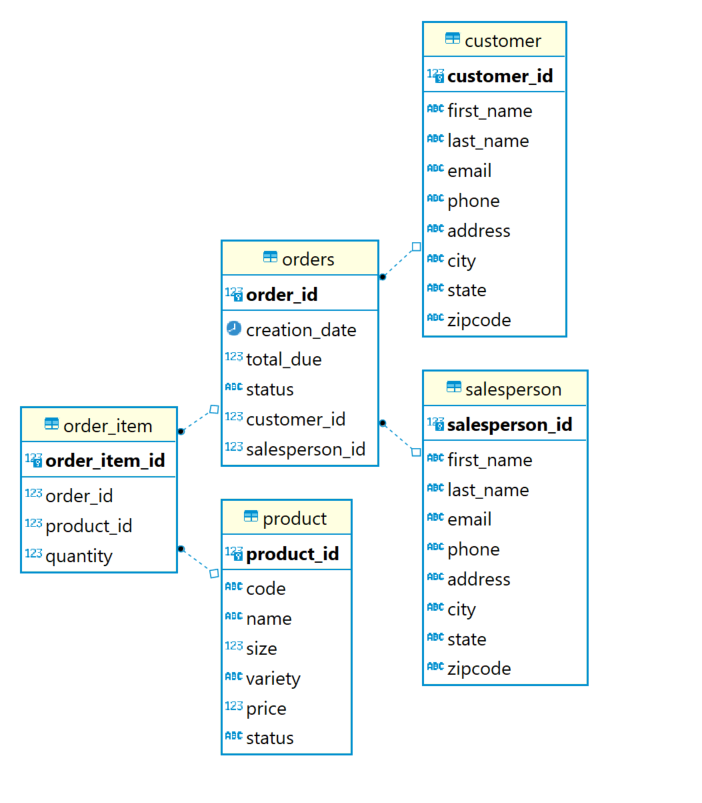 customer
123 customer_id
ABC first_name
ABC last_name
ABC email
ABC phone
ABC address
ABC city
ABC state
ABC zipcode
orders
123 order_id
creation_date
123 total_due
ABC status
123 customer_id
123 salesperson_id
salesperson
123 salesperson_id
ABC first_name
ABC last_name
ABC email
ABC phone
ABC address
ABC city
ABC state
ABC zipcode
order_item
123 order_item_id
123 order_id
123 product_id
123 quantity
product
123 product_id
ABC code
ABC name
123 size
ABC variety
123 price
ABC status